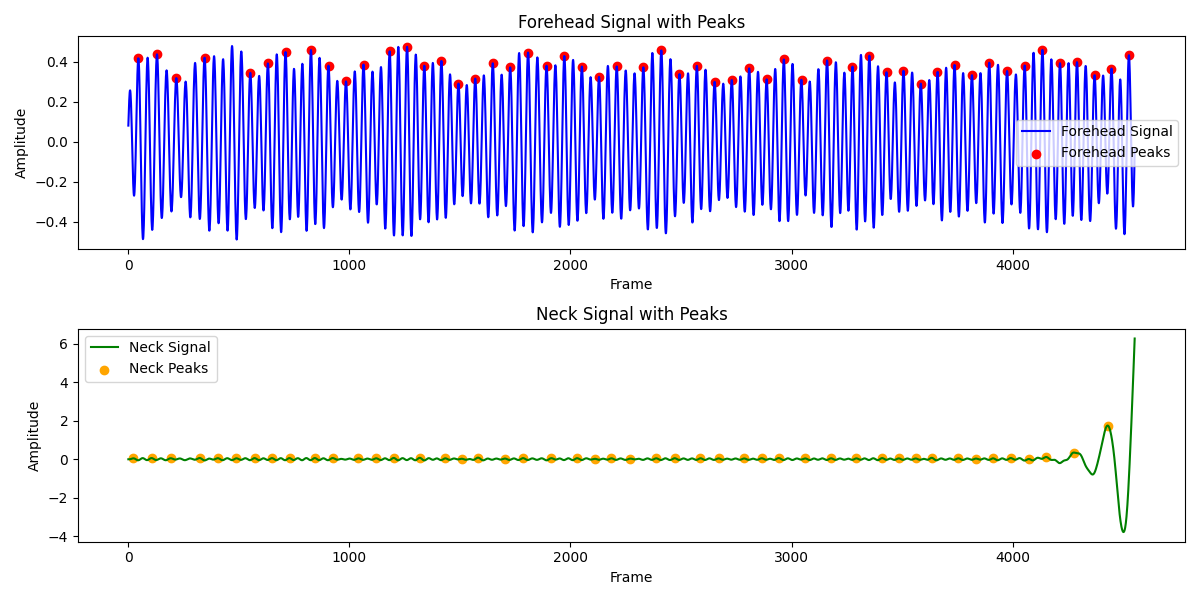 Forehead Signal with Peaks
Amplitude
0.4
0.2
0.0
−0.2
−0.4
Forehead Signal
Forehead Peaks
0 1000 2000 3000 4000
Frame
Neck Signal with Peaks
Amplitude
6
4
2
0
−2
−4
Neck Signal
Neck Peaks
0 1000 2000 3000 4000
Frame